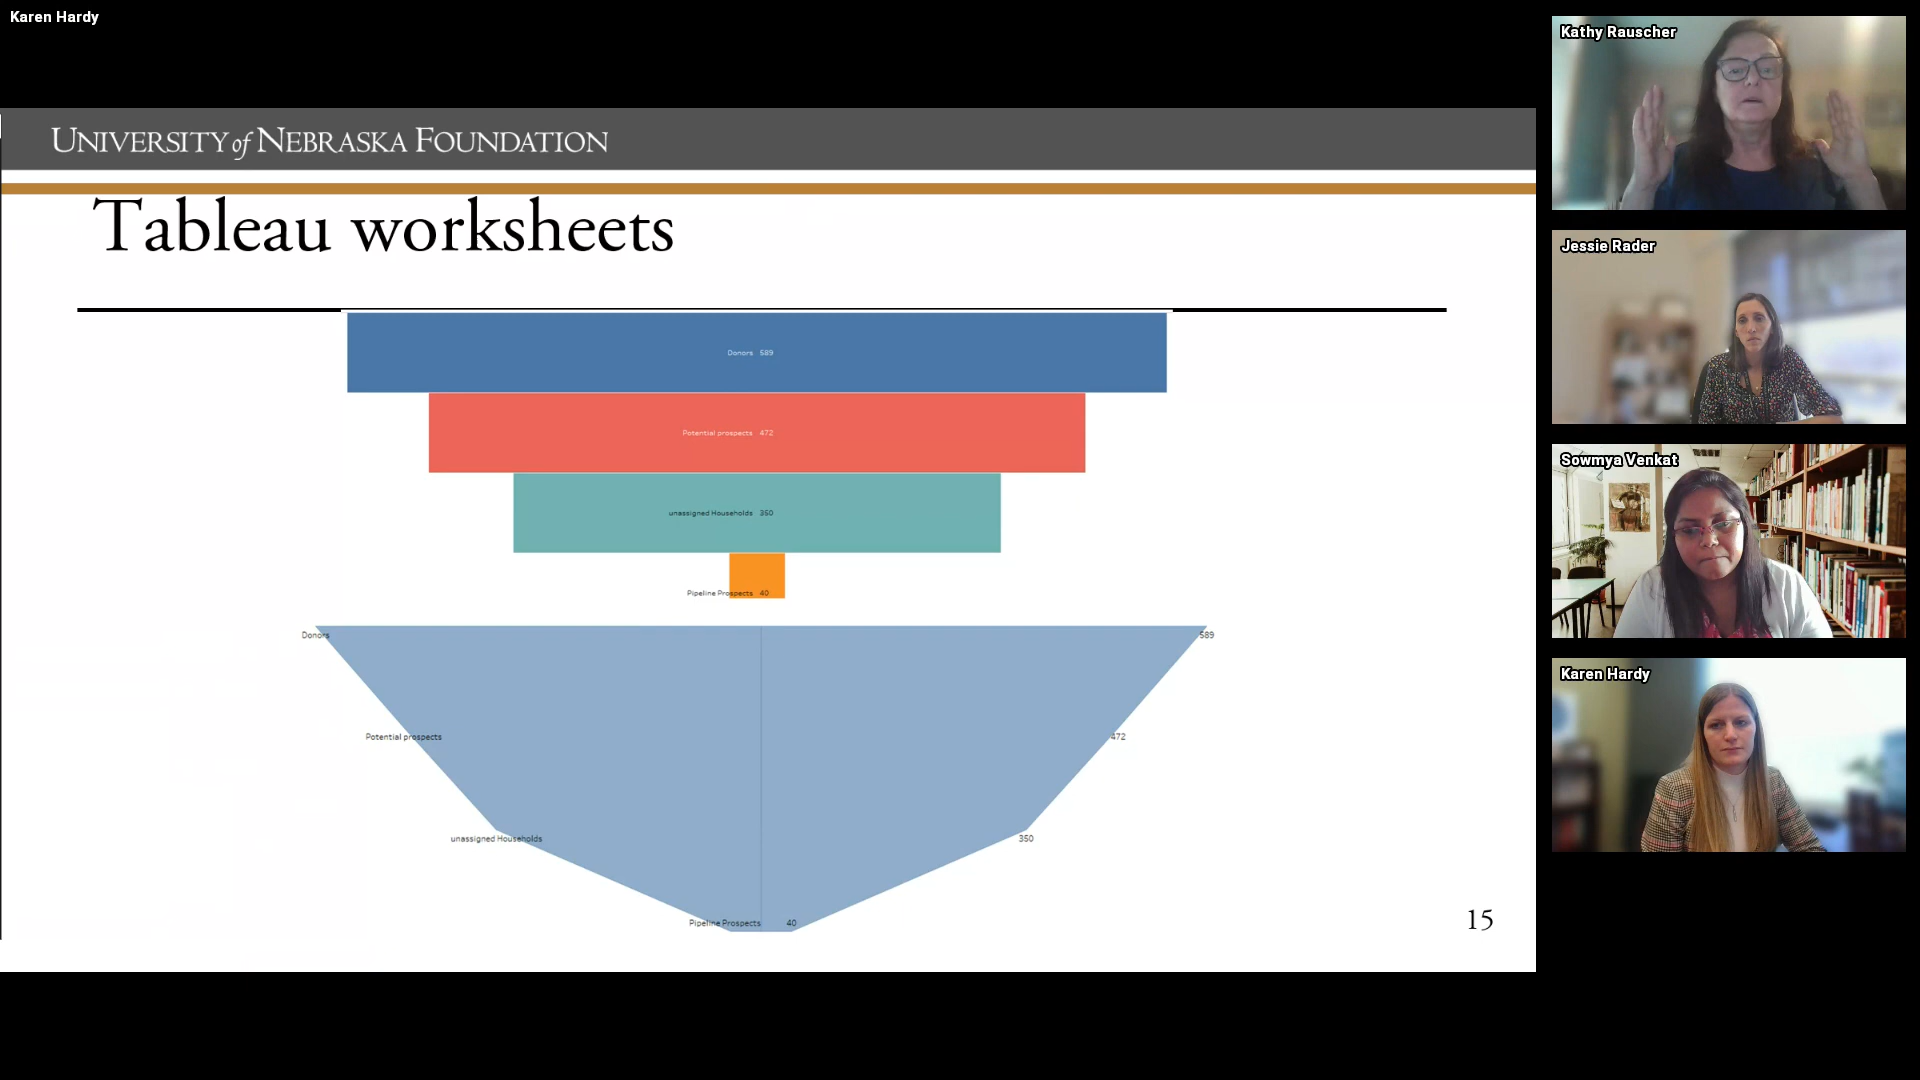 Karen Hardy
UNIVERSITY of NEBRASKA FOUNDATION
Tableau worksheets
Donors 589
Potential prospects 472
unassigned Households 350
Pipeline Prospects 40
Donors 589
Potential prospects 472
unassigned Households 350
Pipeline Prospects 40
15
Kathy Rauscher
Jessie Rader
Sowmya Venkat
Karen Hardy